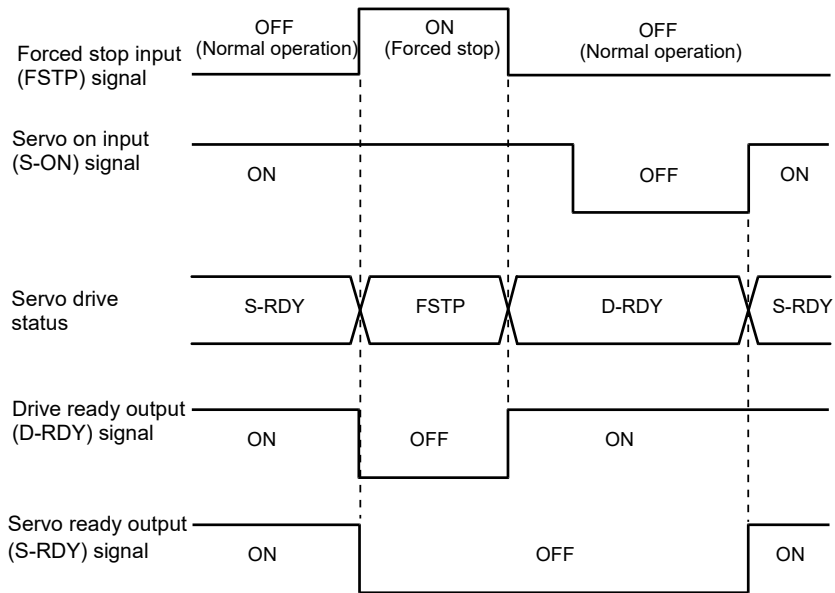 OFF
(Normal operation)
ON
(Forced stop)
OFF
(Normal operation)
Forced stop input
(FSTP) signal
Servo on input
(S-ON) signal
ON
OFF
ON
Servo drive
status
S-RDY
FSTP
D-RDY
S-RDY
Drive ready output
(D-RDY) signal
ON
OFF
ON
Servo ready output
(S-RDY) signal
ON
OFF
ON